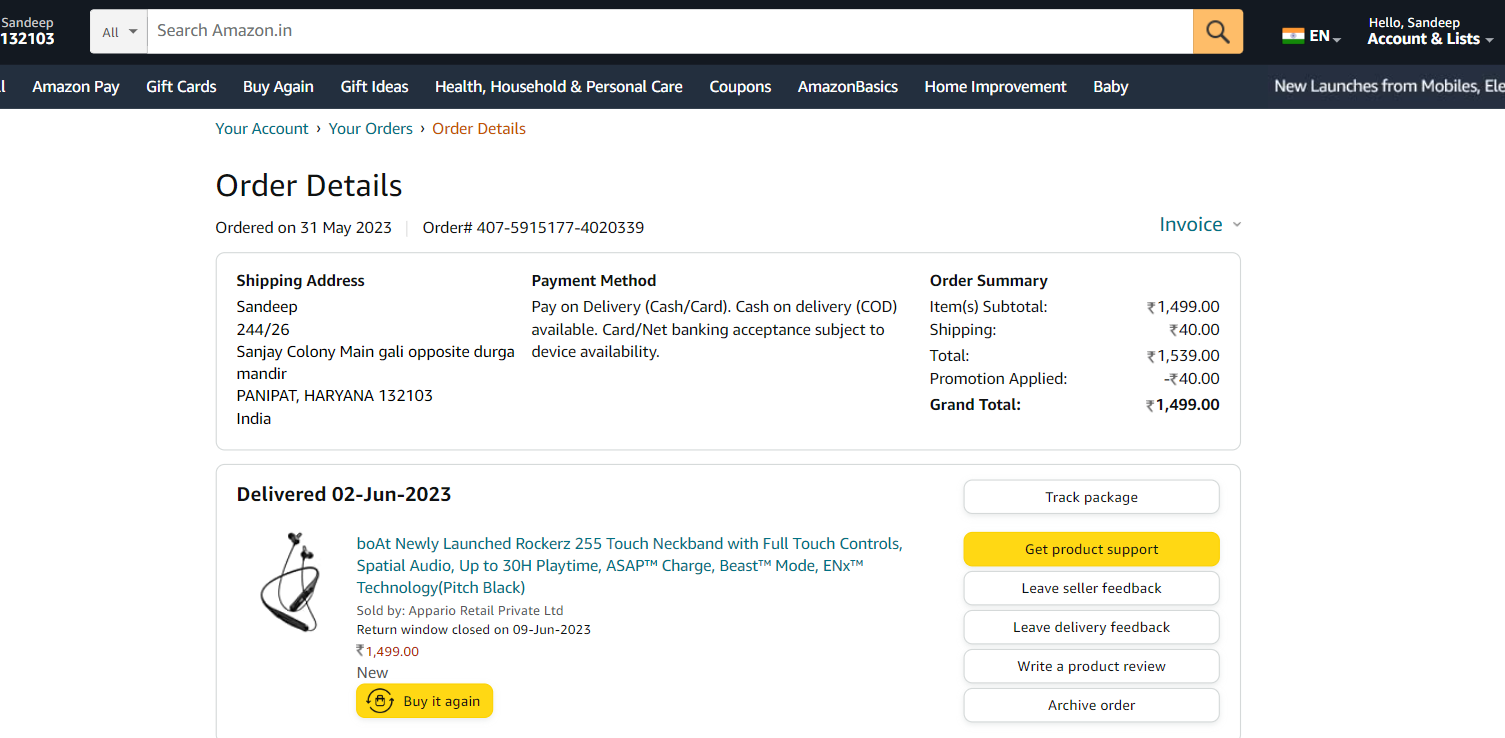 Sandeep
132103
All
Search Amazon.in
EN
Hello, Sandeep
Account & Lists
Amazon Pay
Gift Cards
Buy Again
Gift Ideas
Health, Household & Personal Care
Coupons
AmazonBasics
Home Improvement
Baby
New Launches from Mobiles, Ele
Your Account › Your Orders › Order Details
Order Details
Ordered on 31 May 2023
Order# 407-5915177-4020339
Invoice
Shipping Address
Sandeep
244/26
Sanjay Colony Main gali opposite durga
mandir
PANIPAT, HARYANA 132103
India
Payment Method
Pay on Delivery (Cash/Card). Cash on delivery (COD)
available. Card/Net banking acceptance subject to
device availability.
Order Summary
Item(s) Subtotal: ₹1,499.00
Shipping: ₹40.00
Total: ₹1,539.00
Promotion Applied: -₹40.00
Grand Total: ₹1,499.00
Delivered 02-Jun-2023
boAt Newly Launched Rockerz 255 Touch Neckband with Full Touch Controls,
Spatial Audio, Up to 30H Playtime, ASAP™ Charge, Beast™ Mode, ENx™
Technology(Pitch Black)
Sold by: Appario Retail Private Ltd
Return window closed on 09-Jun-2023
₹1,499.00
New
Buy it again
Track package
Get product support
Leave seller feedback
Leave delivery feedback
Write a product review
Archive order